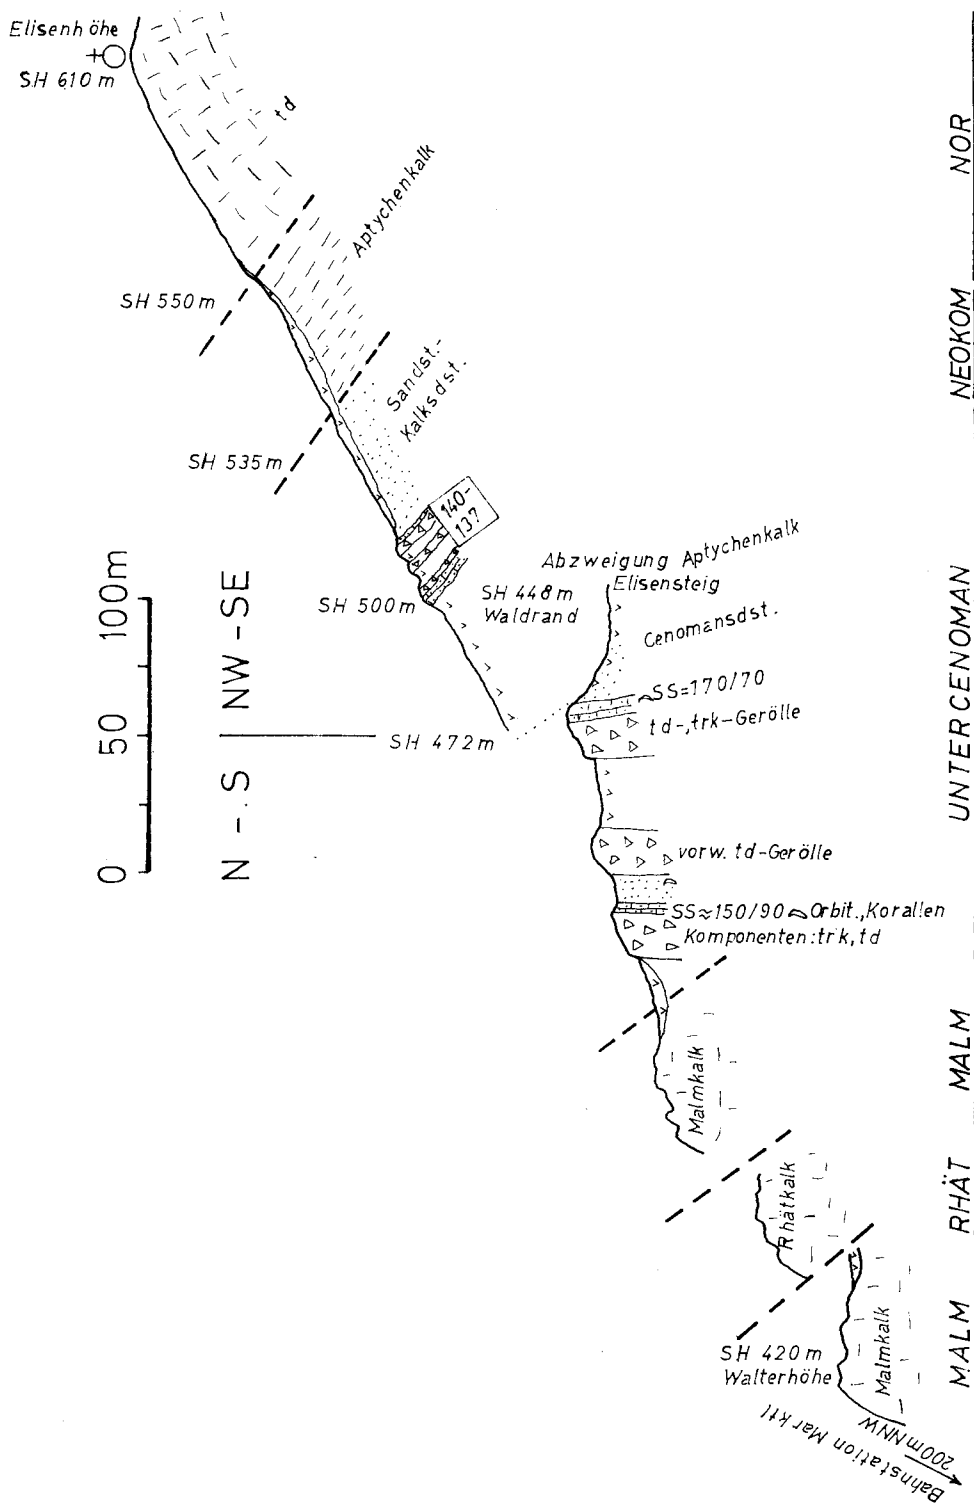 Elisenhöhe
SH 610 m
td
Aptychenkalk
SH 550 m
Sandst.-
Kalksdst.
SH 535 m
140-
137
SH 500 m
SH 448 m
Waldrand
Abzweigung Aptychenkalk
Elisensteig
Cenomansdst.
SS=170/70
td-,trk-Gerölle
SH 472 m
vorw. td-Gerölle
SS≈150/90 Orbit., Korallen
Komponenten: trk, td
Malmkalk
Rhätkalk
Malmkalk
SH 420 m
Walterhöhe
Bahnstation Marktl
200m NNW
0 50 100m
N-.S NW-SE
MALM RHÄT MALM UNTERCENOMAN NEOKOM NOR